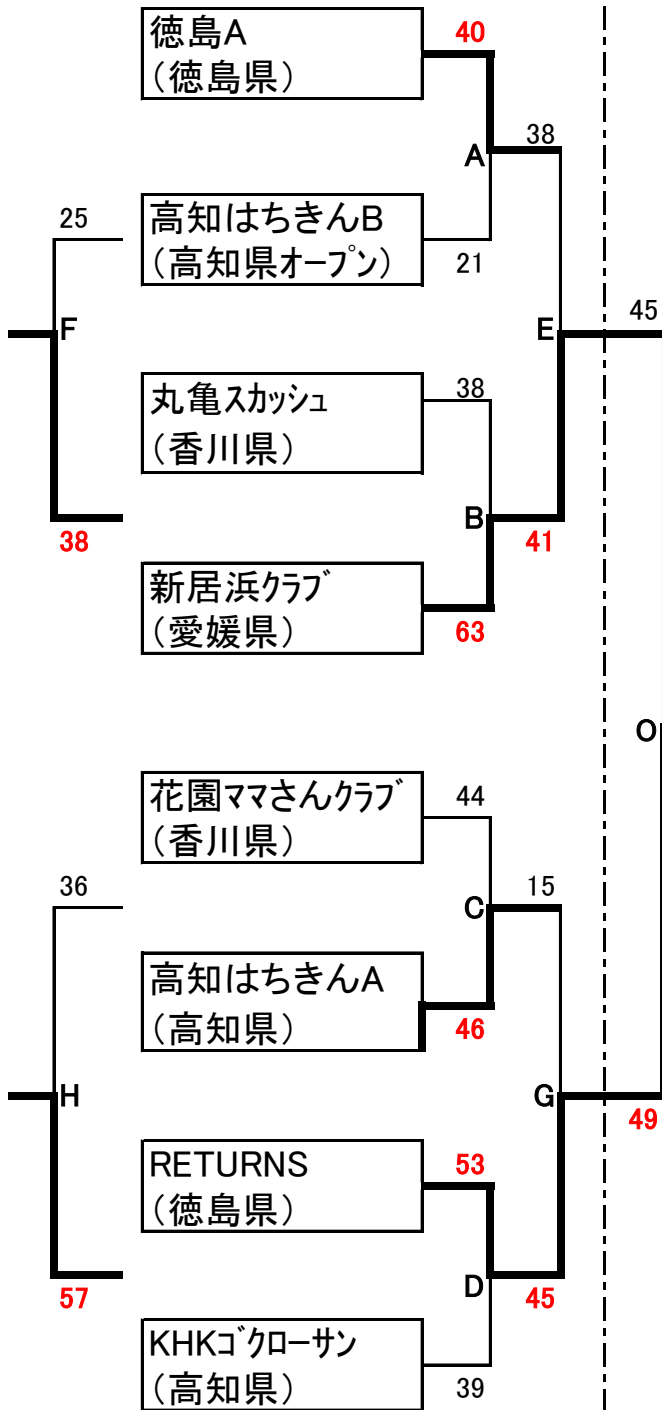 徳島A
(徳島県)
40
A
38
25
高知はちきんB
(高知県オープン)
21
F
E
45
丸亀スカッシュ
(香川県)
38
B
38
41
新居浜クラブ
(愛媛県)
63
O
花園ママさんクラブ
(香川県)
44
36
C
15
高知はちきんA
(高知県)
46
H
G
49
RETURNS
(徳島県)
53
57
D
45
KHKゴクローサン
(高知県)
39